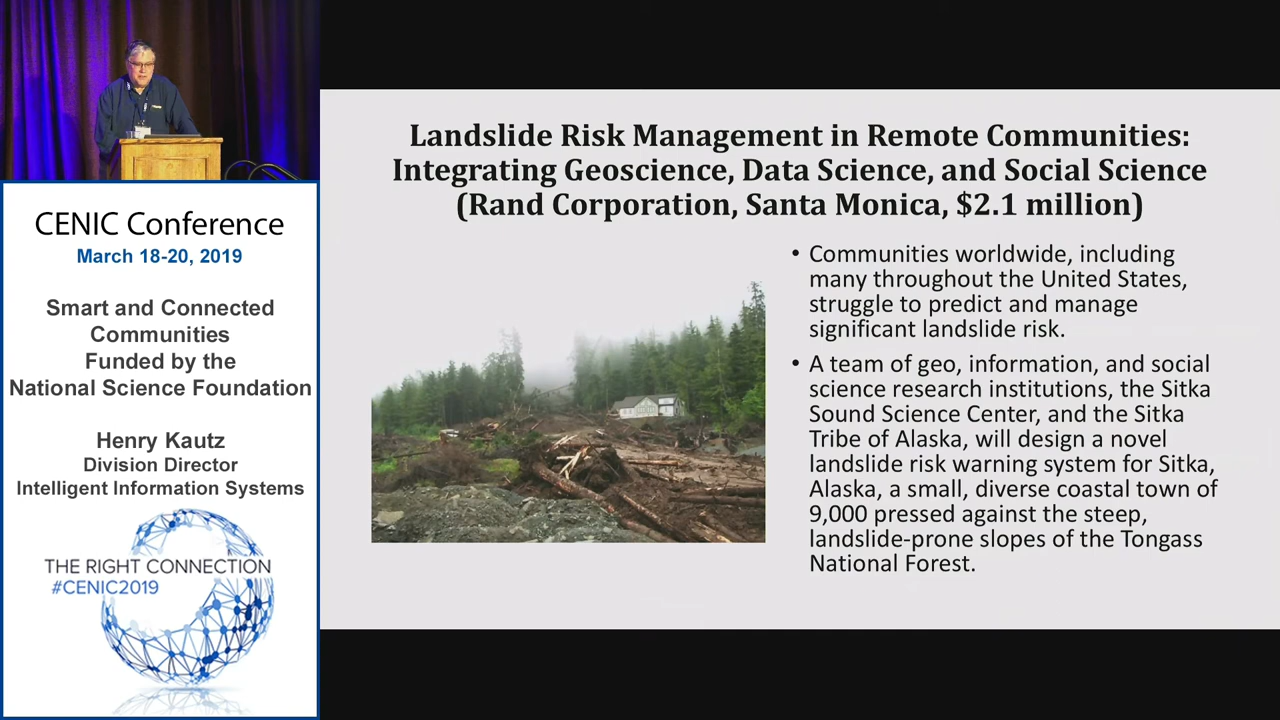 CENIC Conference
March 18-20, 2019
Smart and Connected
Communities
Funded by the
National Science Foundation
Henry Kautz
Division Director
Intelligent Information Systems
THE RIGHT CONNECTION
#CENIC2019
Landslide Risk Management in Remote Communities:
Integrating Geoscience, Data Science, and Social Science
(Rand Corporation, Santa Monica, $2.1 million)
• Communities worldwide, including
many throughout the United States,
struggle to predict and manage
significant landslide risk.
• A team of geo, information, and social
science research institutions, the Sitka
Sound Science Center, and the Sitka
Tribe of Alaska, will design a novel
landslide risk warning system for Sitka,
Alaska, a small, diverse coastal town of
9,000 pressed against the steep,
landslide-prone slopes of the Tongass
National Forest.